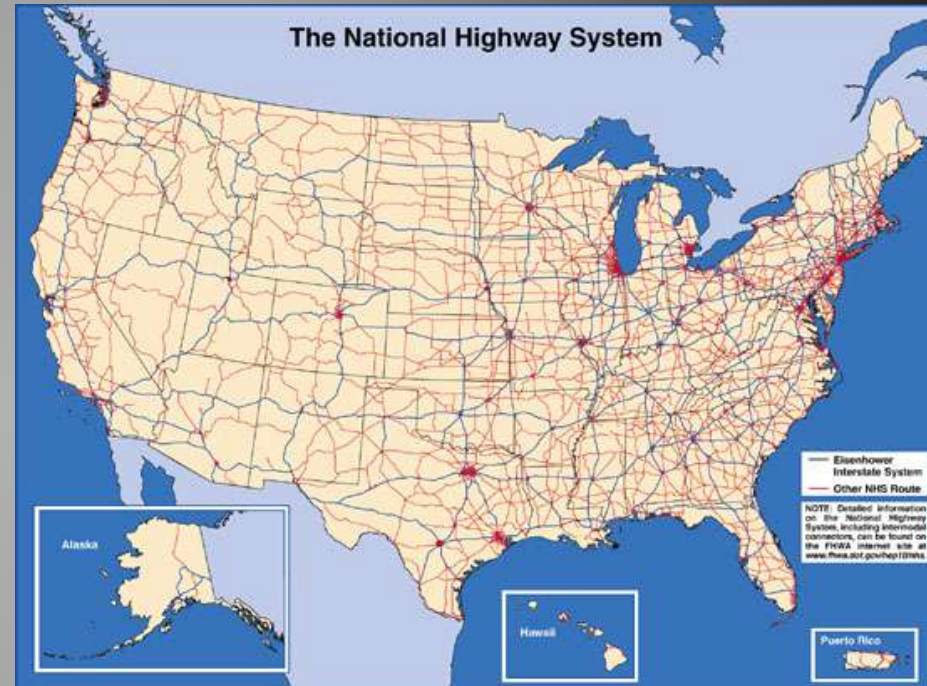 The National Highway System
Eisenhower
Interstate System
Other NHS Route
NOTE: Detailed information
on the National Highway
System, including intermodal
connectors, can be found on
the FHWA internet site at
Alaska
Hawaii
Puerto Rico